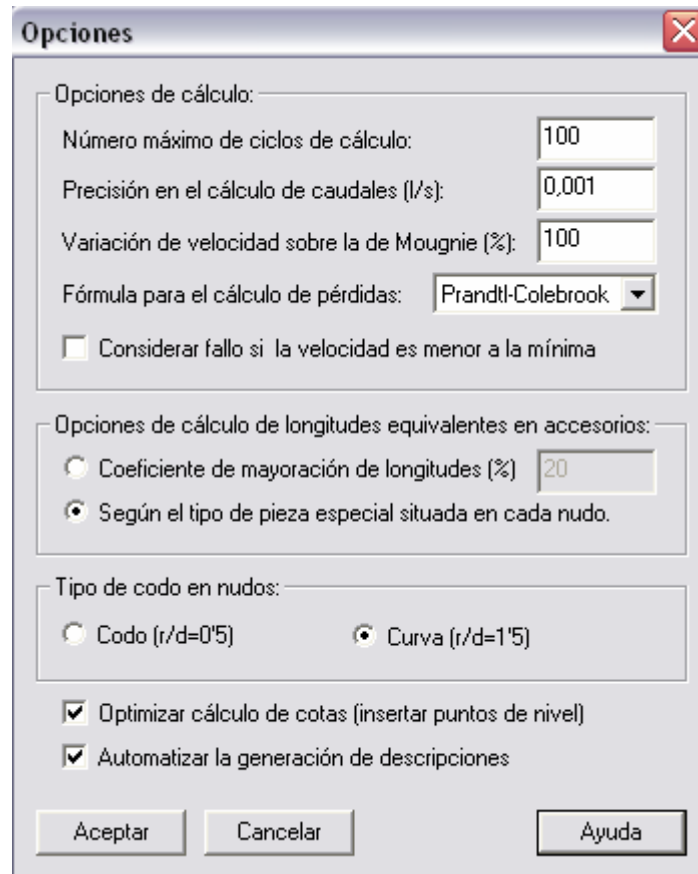 Opciones
Opciones de cálculo:
Número máximo de ciclos de cálculo: 100
Precisión en el cálculo de caudales (l/s): 0,001
Variación de velocidad sobre la de Mougnie (%): 100
Fórmula para el cálculo de pérdidas: Prandtl-Colebrook
Considerar fallo si la velocidad es menor a la mínima
Opciones de cálculo de longitudes equivalentes en accesorios:
Coeficiente de mayoración de longitudes (%) 20
Según el tipo de pieza especial situada en cada nudo.
Tipo de codo en nudos:
Codo (r/d=0'5) Curva (r/d=1'5)
Optimizar cálculo de cotas (insertar puntos de nivel)
Automatizar la generación de descripciones
Aceptar Cancelar Ayuda